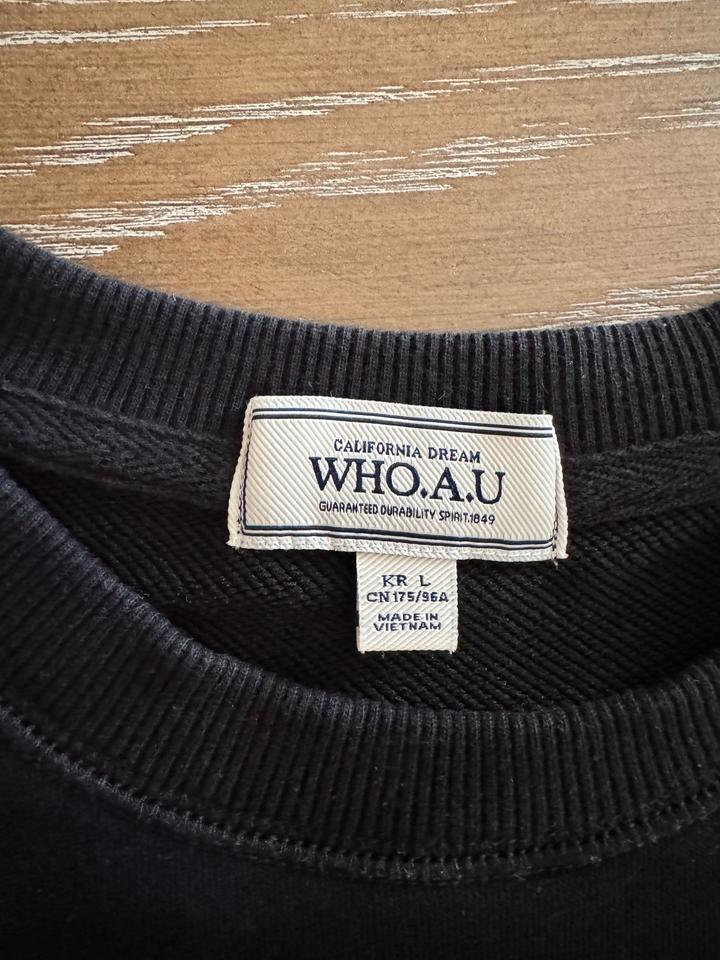 CALIFORNIA DREAM
WHO.A.U
GUARANTEED DURABILITY SPIRIT.1849
KR L
CN 175/96A
MADE IN
VIETNAM